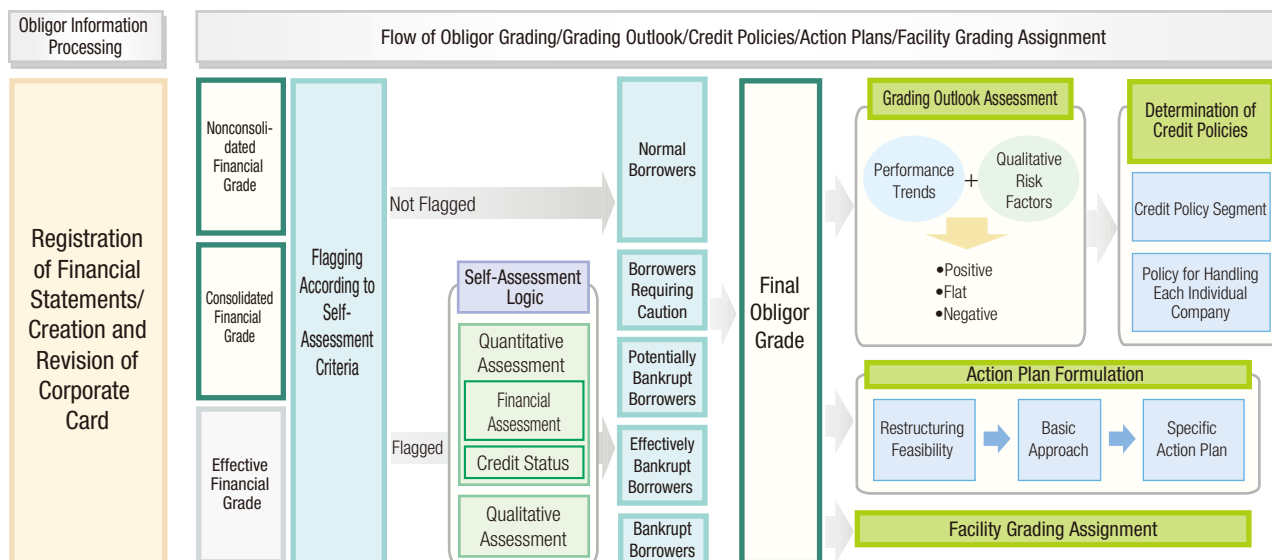 Obligor Information
Processing
Flow of Obligor Grading/Grading Outlook/Credit Policies/Action Plans/Facility Grading Assignment
Registration
of Financial
Statements/
Creation and
Revision of
Corporate
Card
Nonconsoli-
dated
Financial
Grade
Consolidated
Financial
Grade
Effective
Financial
Grade
Flagging
According to
Self-
Assessment
Criteria
Not Flagged
Flagged
Self-Assessment
Logic
Quantitative
Assessment
Financial
Assessment
Credit Status
Qualitative
Assessment
Normal
Borrowers
Borrowers
Requiring
Caution
Potentially
Bankrupt
Borrowers
Effectively
Bankrupt
Borrowers
Bankrupt
Borrowers
Final
Obligor
Grade
Grading Outlook Assessment
Performance
Trends
+
Qualitative
Risk
Factors
•Positive
•Flat
•Negative
Determination of
Credit Policies
Credit Policy Segment
Policy for Handling
Each Individual
Company
Action Plan Formulation
Restructuring
Feasibility
Basic
Approach
Specific
Action Plan
Facility Grading Assignment